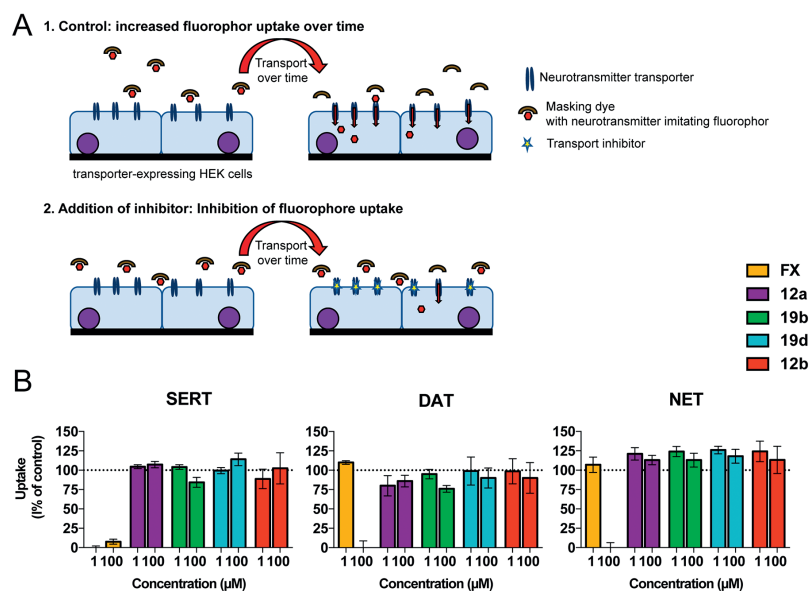 A
1. Control: increased fluorophor uptake over time
Transport
over time
transporter-expressing HEK cells
Neurotransmitter transporter
Masking dye
with neurotransmitter imitating fluorophor
Transport inhibitor
2. Addition of inhibitor: Inhibition of fluorophore uptake
Transport
over time
FX
12a
19b
19d
12b
B
SERT
Uptake
(l% of control)
150
125
100
75
50
25
0
1 100 1 100 1 100 1 100 1 100
Concentration (µM)
DAT
150
125
100
75
50
25
0
1 100 1 100 1 100 1 100 1 100
Concentration (µM)
NET
150
125
100
75
50
25
0
1 100 1 100 1 100 1 100 1 100
Concentration (µM)